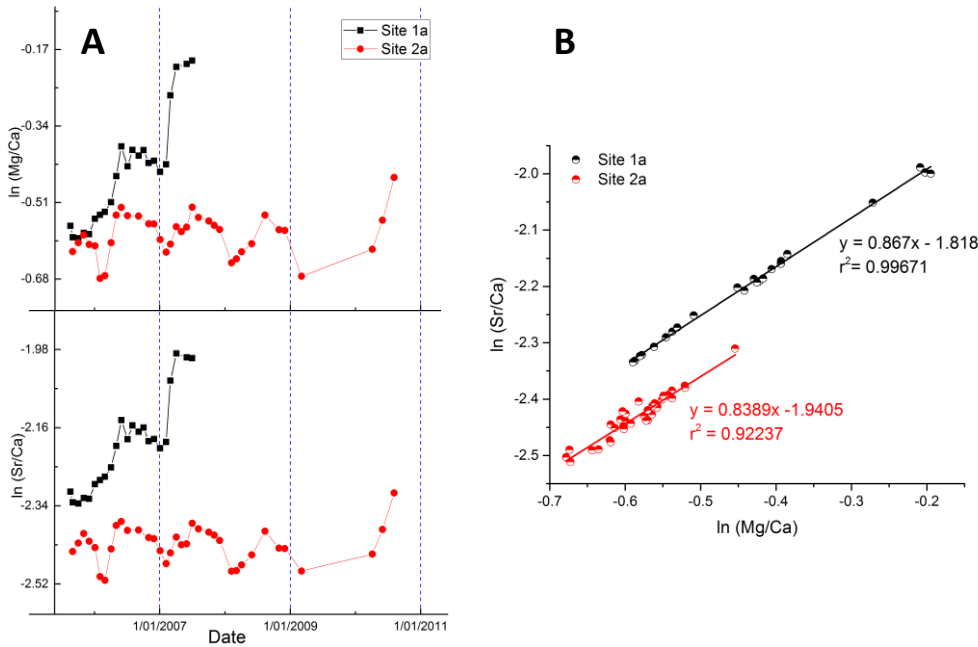 A
Site 1a
Site 2a
-0.17
-0.34
-0.51
-0.68
ln (Mg/Ca)
-1.98
-2.16
-2.34
-2.52
ln (Sr/Ca)
1/01/2007
1/01/2009
1/01/2011
Date
B
Site 1a
Site 2a
-2.0
-2.1
-2.2
-2.3
-2.4
-2.5
ln (Sr/Ca)
y = 0.867x - 1.818
r²= 0.99671
y = 0.8389x -1.9405
r² = 0.92237
-0.7
-0.6
-0.5
-0.4
-0.3
-0.2
ln (Mg/Ca)